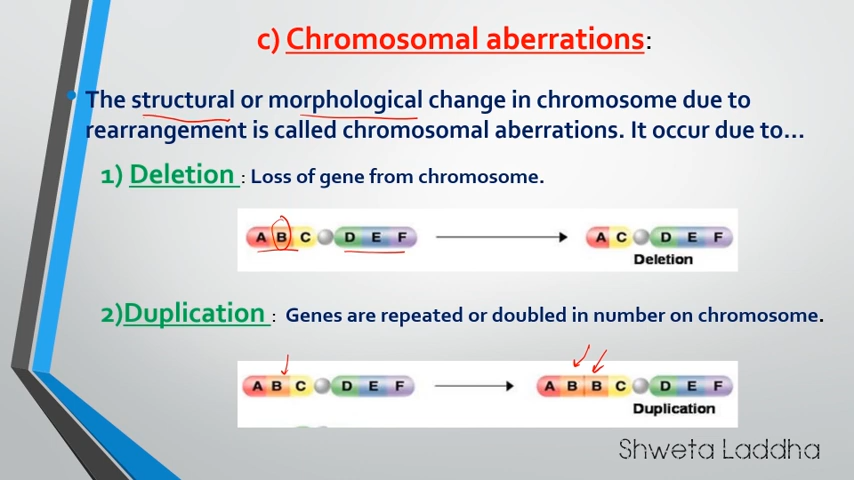 c) Chromosomal aberrations:
The structural or morphological change in chromosome due to
rearrangement is called chromosomal aberrations. It occur due to...
1) Deletion : Loss of gene from chromosome.
A B C D E F A C D E F
Deletion
2)Duplication : Genes are repeated or doubled in number on chromosome.
A B C D E F A B B C D E F
Duplication
Shweta Laddha